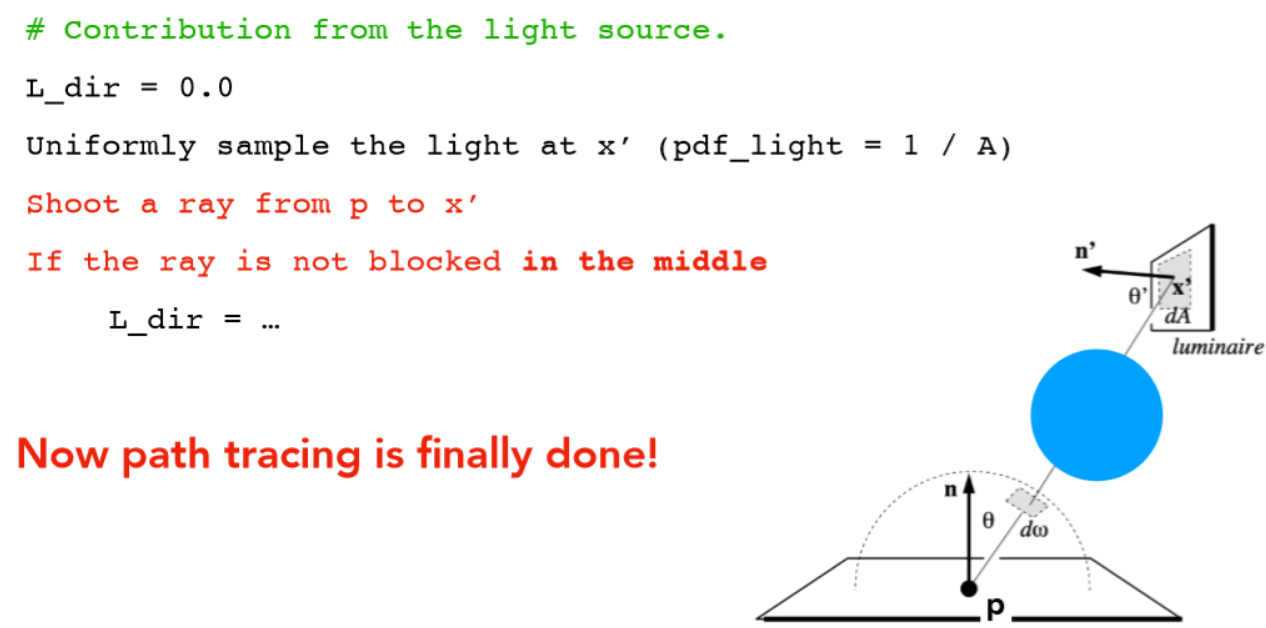 # Contribution from the light source.
L_dir = 0.0
Uniformly sample the light at x’ (pdf_light = 1 / A)
Shoot a ray from p to x’
If the ray is not blocked in the middle
L_dir = …
Now path tracing is finally done!
n’
θ’
x’
dA
luminaire
n
θ
dω
p